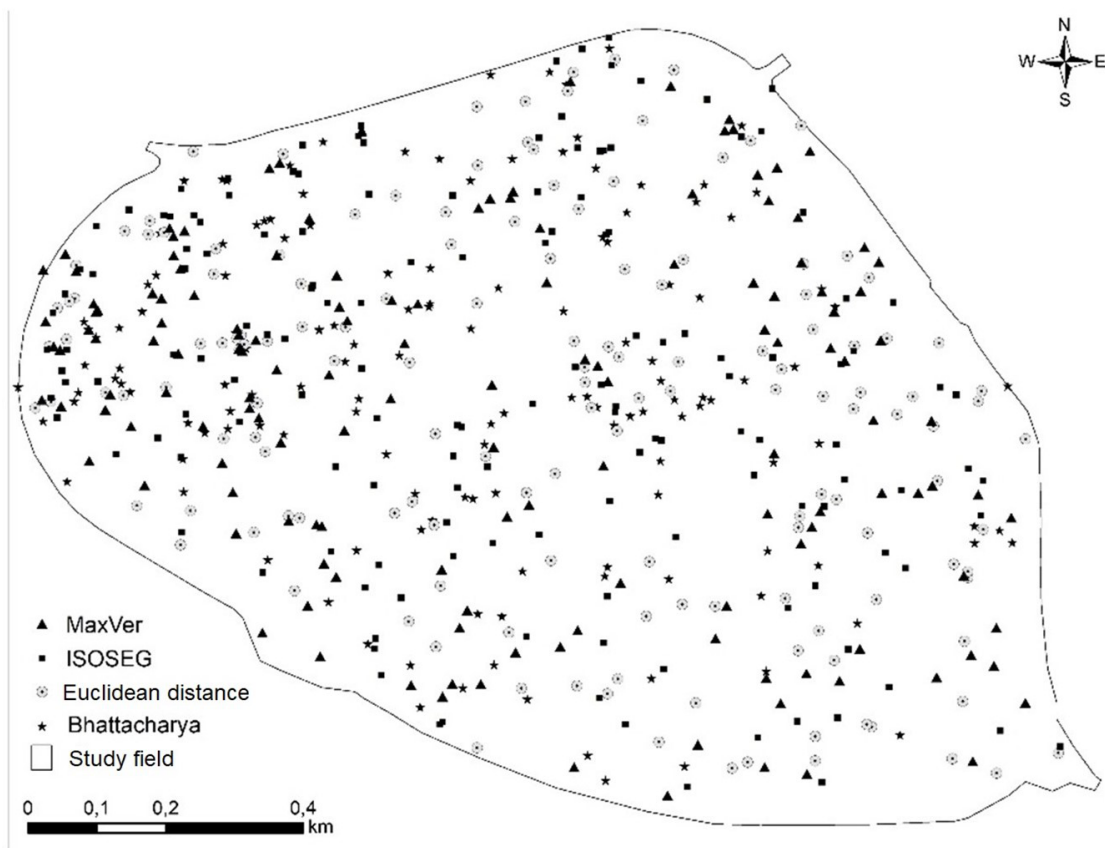 N
W E
S
MaxVer
ISOSEG
Euclidean distance
Bhattacharya
Study field
0 0,1 0,2 0,4
km